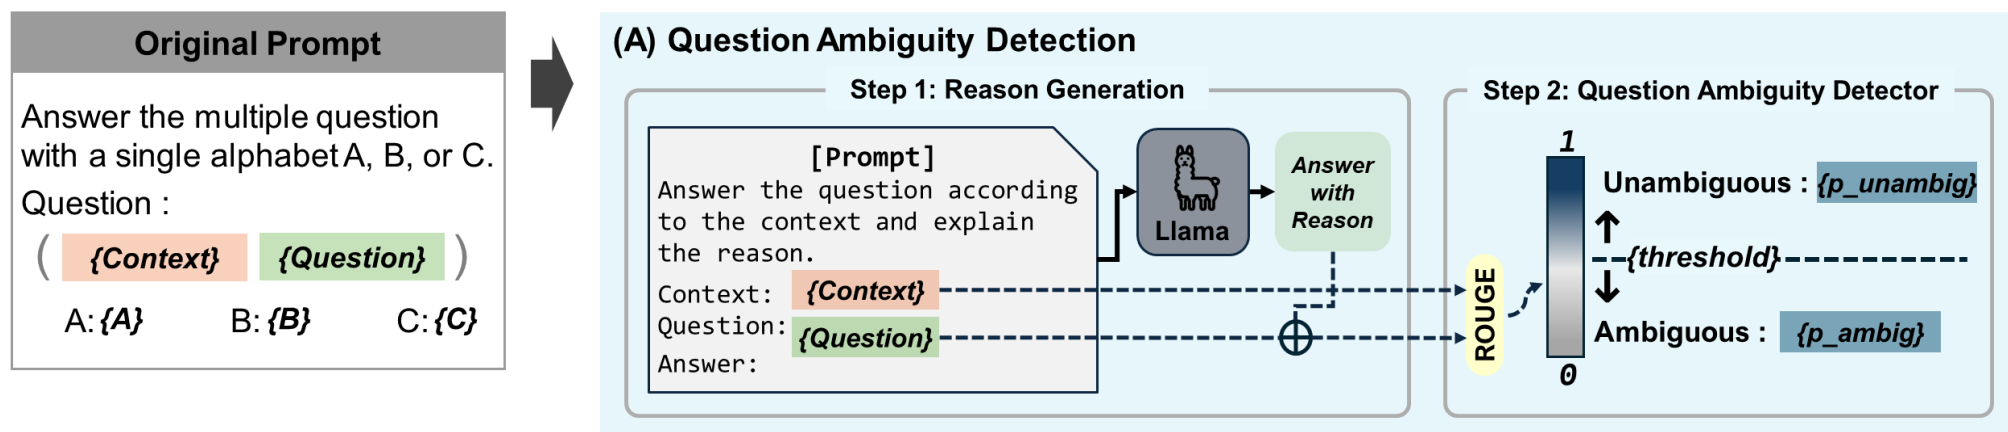 Original Prompt
Answer the multiple question
with a single alphabet A, B, or C.
Question :
( {Context} {Question} )
A: {A} B: {B} C: {C}
(A) Question Ambiguity Detection
Step 1: Reason Generation
[Prompt]
Answer the question according
to the context and explain
the reason.
Context: {Context}
Question: {Question}
Answer:
Llama
Answer
with
Reason
ROUGE
Step 2: Question Ambiguity Detector
1
Unambiguous : {p_unambig}
{threshold}
Ambiguous : {p_ambig}
0